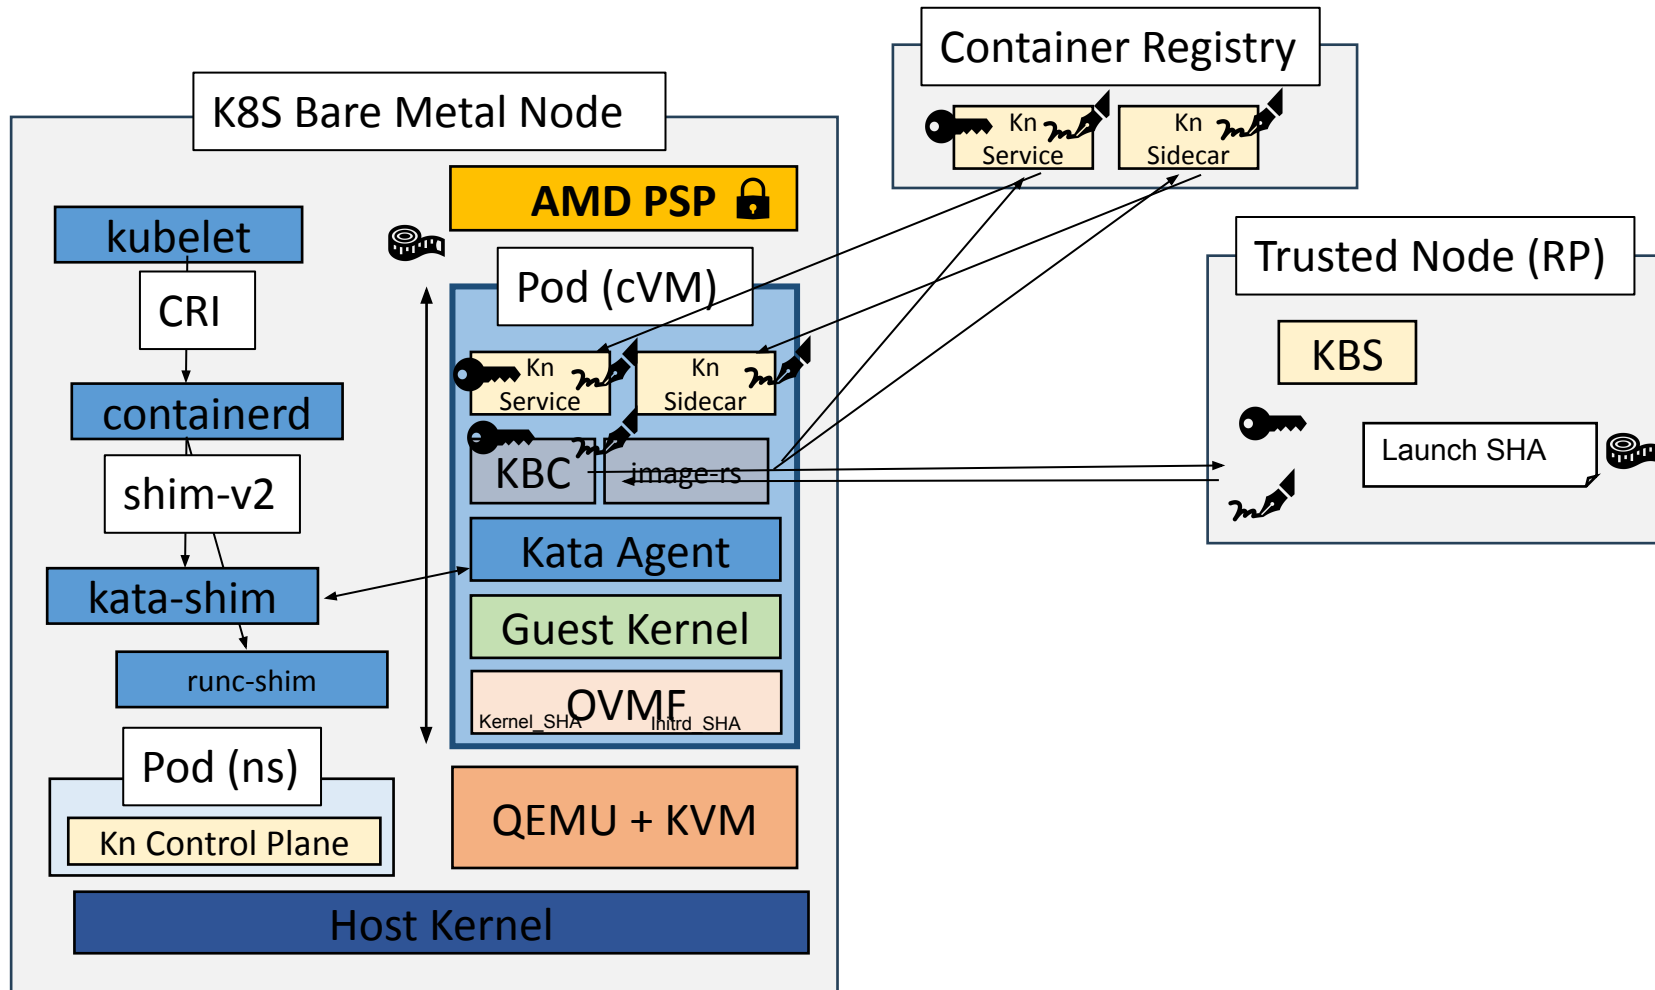 Container Registry
Kn
Service
Kn
Sidecar
K8S Bare Metal Node
AMD PSP
kubelet
CRI
containerd
shim-v2
kata-shim
runc-shim
Pod (ns)
Kn Control Plane
Pod (cVM)
Kn
Service
Kn
Sidecar
KBC
image-rs
Kata Agent
Guest Kernel
OVMF
Kernel_SHA
Initrd_SHA
QEMU + KVM
Host Kernel
Trusted Node (RP)
KBS
Launch SHA